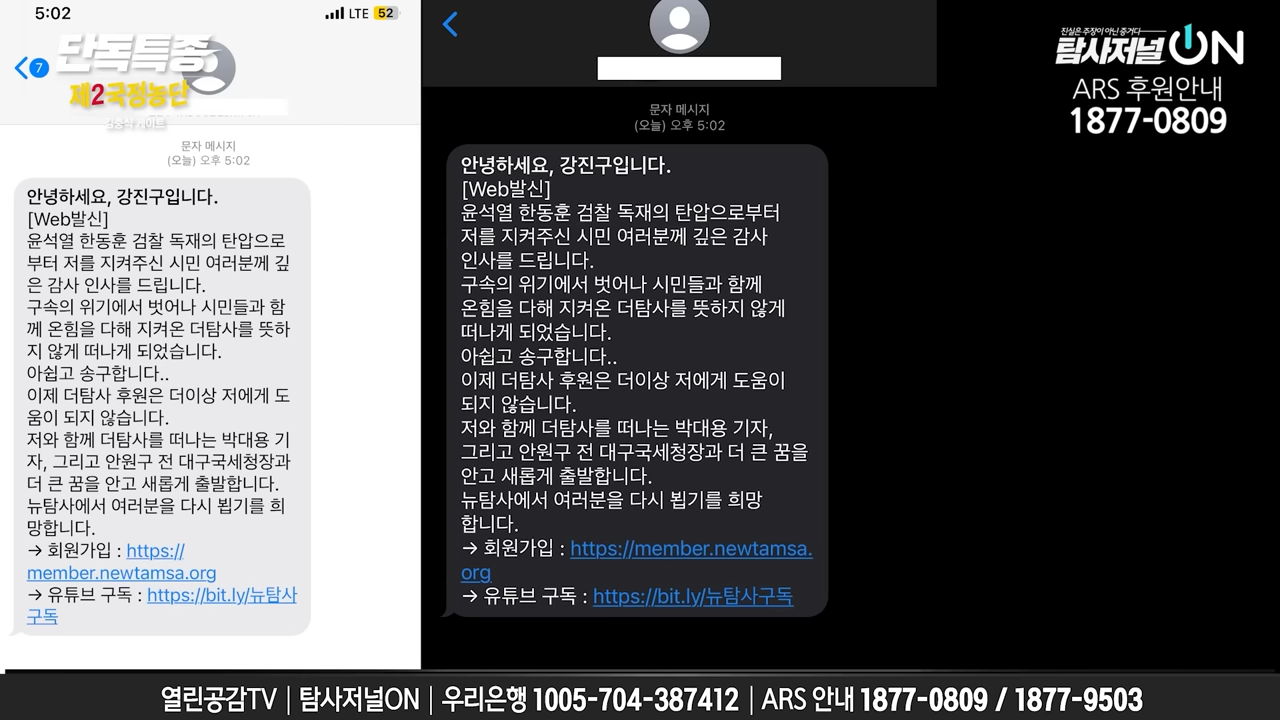 5:02
LTE 52
7
단독특종
제2국정농단
김충식 게이트
문자 메시지
(오늘) 오후 5:02
안녕하세요, 강진구입니다.
[Web발신]
윤석열 한동훈 검찰 독재의 탄압으로
부터 저를 지켜주신 시민 여러분께 깊
은 감사 인사를 드립니다.
구속의 위기에서 벗어나 시민들과 함
께 온힘을 다해 지켜온 더탐사를 뜻하
지 않게 떠나게 되었습니다.
아쉽고 송구합니다..
이제 더탐사 후원은 더이상 저에게 도
움이 되지 않습니다.
저와 함께 더탐사를 떠나는 박대용 기
자, 그리고 안원구 전 대구국세청장과
더 큰 꿈을 안고 새롭게 출발합니다.
뉴탐사에서 여러분을 다시 뵙기를 희
망합니다.
→ 회원가입 : https://
member.newtamsa.org
→ 유튜브 구독 : https://bit.ly/뉴탐사
구독
문자 메시지
(오늘) 오후 5:02
안녕하세요, 강진구입니다.
[Web발신]
윤석열 한동훈 검찰 독재의 탄압으로부터
저를 지켜주신 시민 여러분께 깊은 감사
인사를 드립니다.
구속의 위기에서 벗어나 시민들과 함께
온힘을 다해 지켜온 더탐사를 뜻하지 않게
떠나게 되었습니다.
아쉽고 송구합니다..
이제 더탐사 후원은 더이상 저에게 도움이
되지 않습니다.
저와 함께 더탐사를 떠나는 박대용 기자,
그리고 안원구 전 대구국세청장과 더 큰 꿈을
안고 새롭게 출발합니다.
뉴탐사에서 여러분을 다시 뵙기를 희망
합니다.
→ 회원가입 : https://member.newtamsa.
org
→ 유튜브 구독 : https://bit.ly/뉴탐사구독
진실은 주장이 아닌 증거다
탐사저널ON
ARS 후원안내
1877-0809
열린공감TV | 탐사저널ON | 우리은행 1005-704-387412 | ARS 안내 1877-0809 / 1877-9503